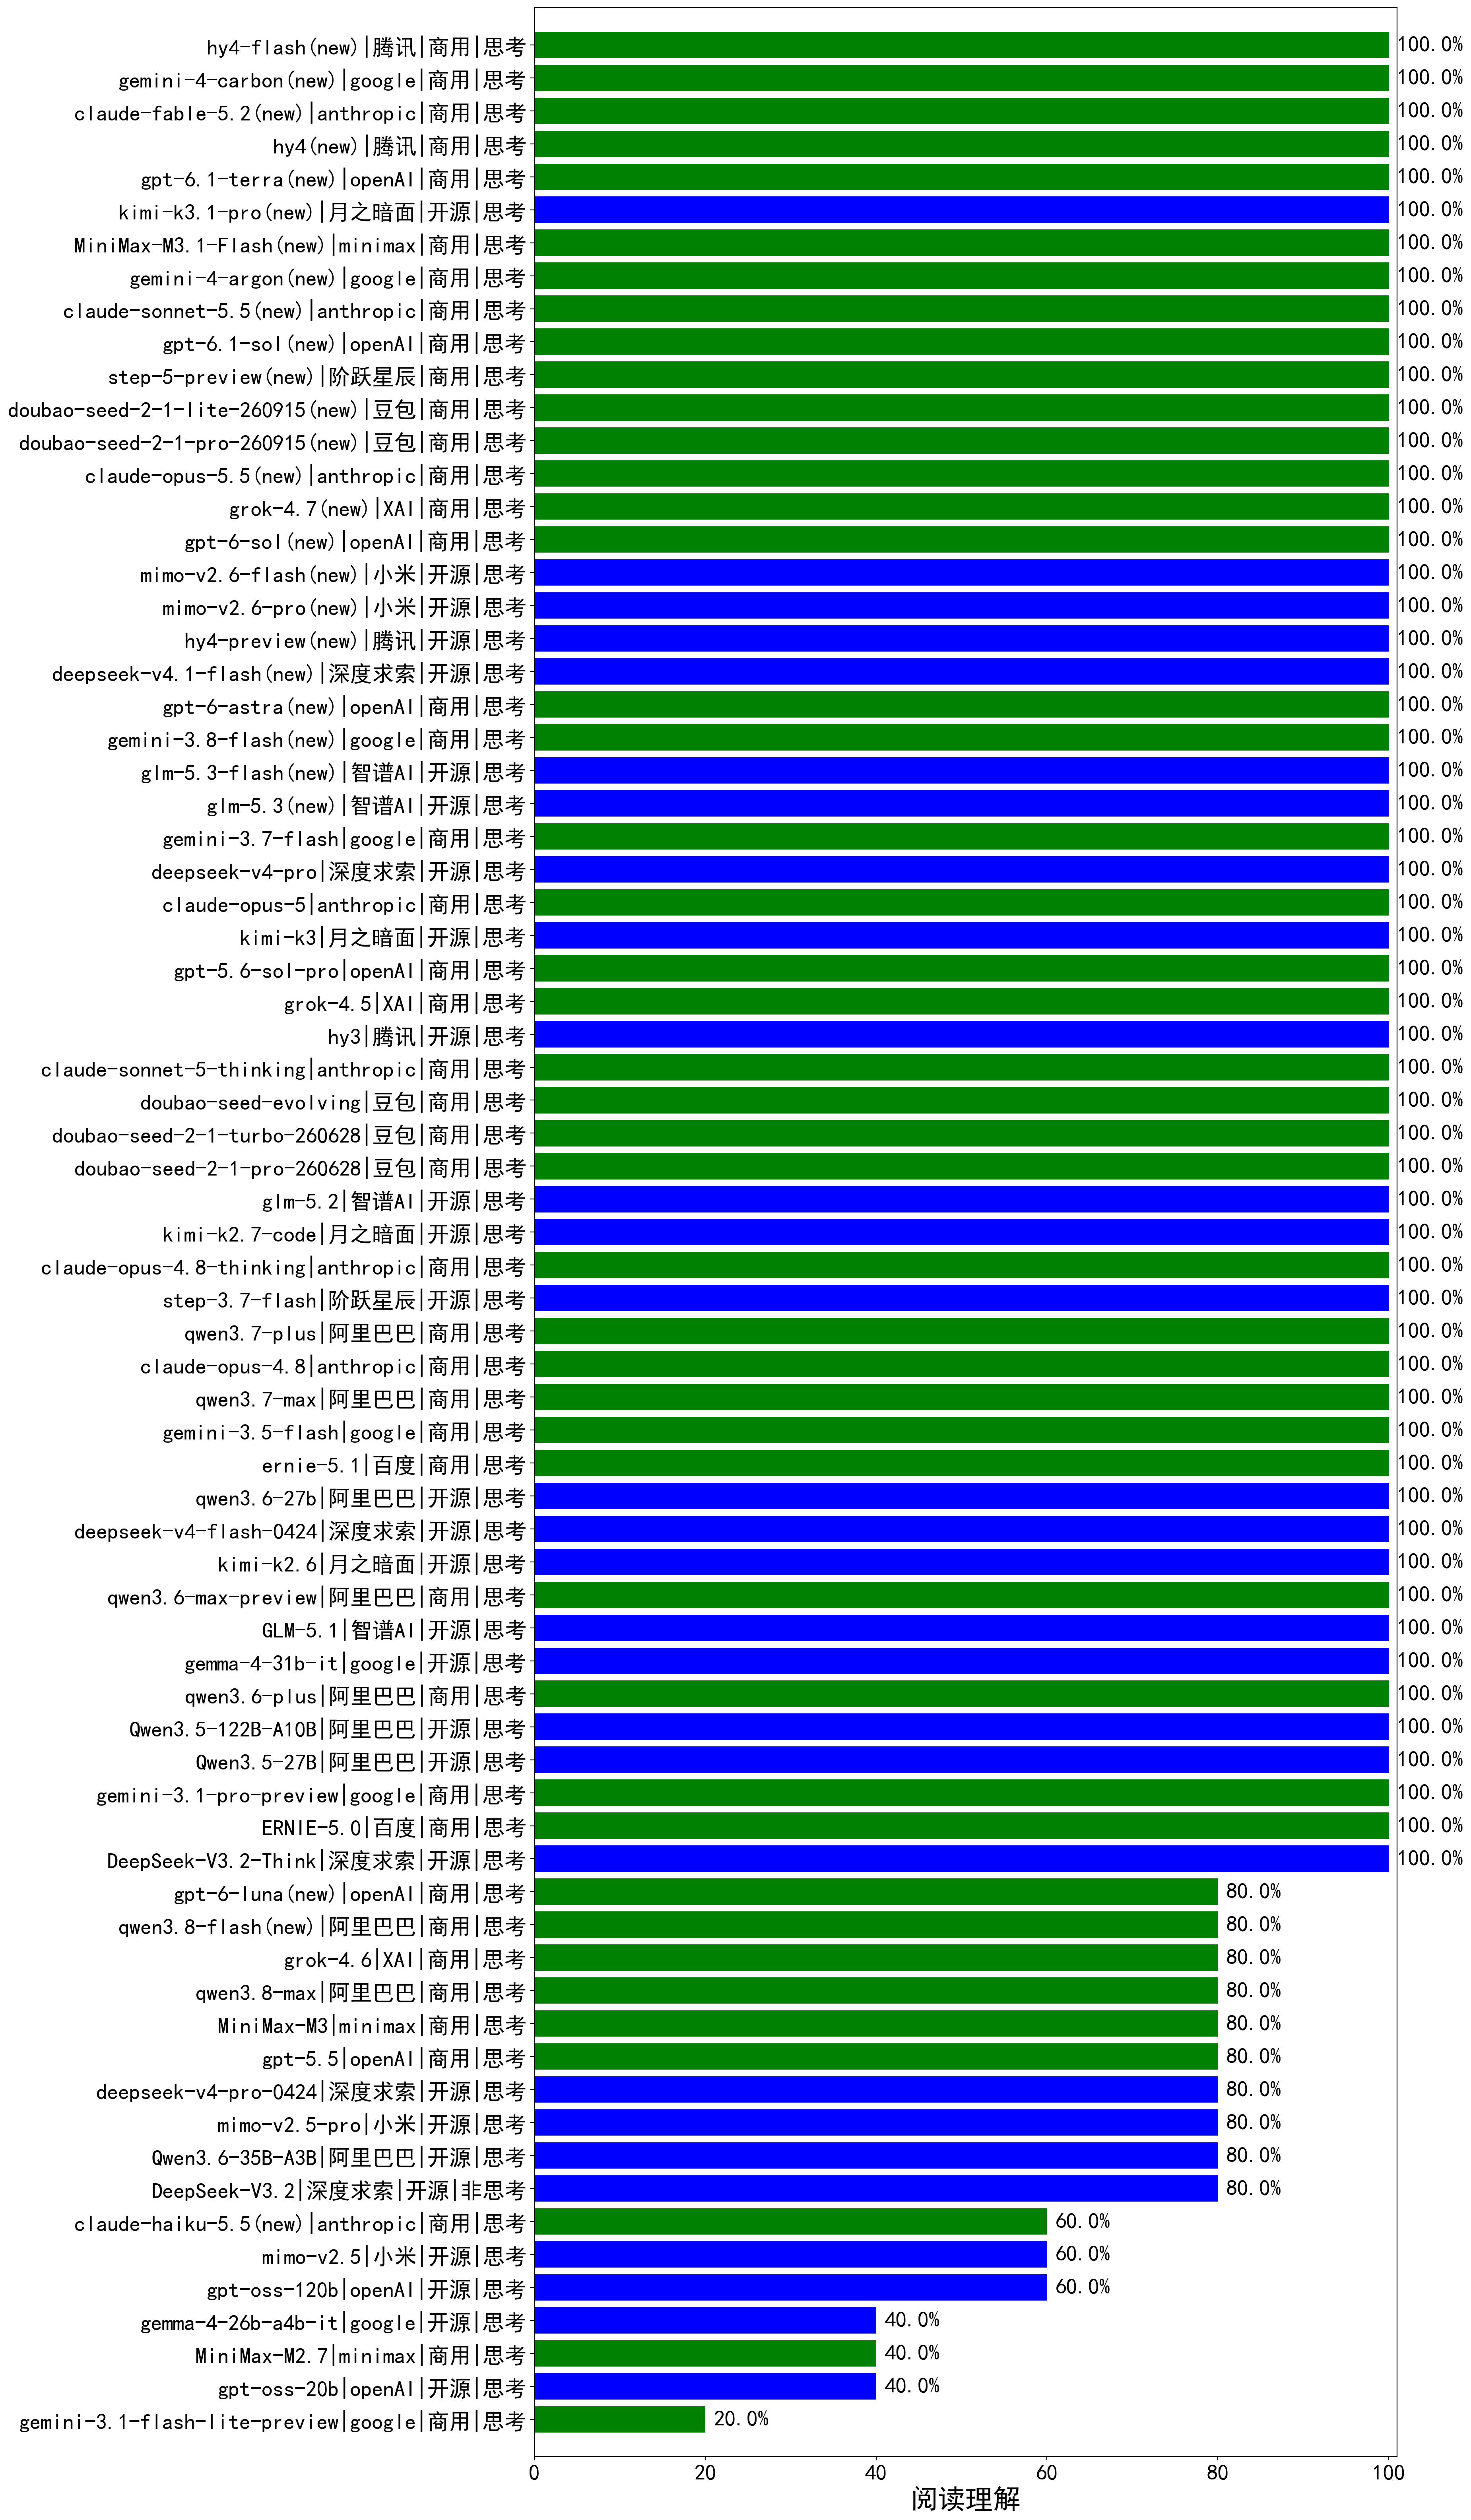 hy4-flash(new)|腾讯|商用|思考 100.0%
gemini-4-carbon(new)|google|商用|思考 100.0%
claude-fable-5.2(new)|anthropic|商用|思考 100.0%
hy4(new)|腾讯|商用|思考 100.0%
gpt-6.1-terra(new)|openAI|商用|思考 100.0%
kimi-k3.1-pro(new)|月之暗面|开源|思考 100.0%
MiniMax-M3.1-Flash(new)|minimax|商用|思考 100.0%
gemini-4-argon(new)|google|商用|思考 100.0%
claude-sonnet-5.5(new)|anthropic|商用|思考 100.0%
gpt-6.1-sol(new)|openAI|商用|思考 100.0%
step-5-preview(new)|阶跃星辰|商用|思考 100.0%
doubao-seed-2-1-lite-260915(new)|豆包|商用|思考 100.0%
doubao-seed-2-1-pro-260915(new)|豆包|商用|思考 100.0%
claude-opus-5.5(new)|anthropic|商用|思考 100.0%
grok-4.7(new)|XAI|商用|思考 100.0%
gpt-6-sol(new)|openAI|商用|思考 100.0%
mimo-v2.6-flash(new)|小米|开源|思考 100.0%
mimo-v2.6-pro(new)|小米|开源|思考 100.0%
hy4-preview(new)|腾讯|开源|思考 100.0%
deepseek-v4.1-flash(new)|深度求索|开源|思考 100.0%
gpt-6-astra(new)|openAI|商用|思考 100.0%
gemini-3.8-flash(new)|google|商用|思考 100.0%
glm-5.3-flash(new)|智谱AI|开源|思考 100.0%
glm-5.3(new)|智谱AI|开源|思考 100.0%
gemini-3.7-flash|google|商用|思考 100.0%
deepseek-v4-pro|深度求索|开源|思考 100.0%
claude-opus-5|anthropic|商用|思考 100.0%
kimi-k3|月之暗面|开源|思考 100.0%
gpt-5.6-sol-pro|openAI|商用|思考 100.0%
grok-4.5|XAI|商用|思考 100.0%
hy3|腾讯|开源|思考 100.0%
claude-sonnet-5-thinking|anthropic|商用|思考 100.0%
doubao-seed-evolving|豆包|商用|思考 100.0%
doubao-seed-2-1-turbo-260628|豆包|商用|思考 100.0%
doubao-seed-2-1-pro-260628|豆包|商用|思考 100.0%
glm-5.2|智谱AI|开源|思考 100.0%
kimi-k2.7-code|月之暗面|开源|思考 100.0%
claude-opus-4.8-thinking|anthropic|商用|思考 100.0%
step-3.7-flash|阶跃星辰|开源|思考 100.0%
qwen3.7-plus|阿里巴巴|商用|思考 100.0%
claude-opus-4.8|anthropic|商用|思考 100.0%
qwen3.7-max|阿里巴巴|商用|思考 100.0%
gemini-3.5-flash|google|商用|思考 100.0%
ernie-5.1|百度|商用|思考 100.0%
qwen3.6-27b|阿里巴巴|开源|思考 100.0%
deepseek-v4-flash-0424|深度求索|开源|思考 100.0%
kimi-k2.6|月之暗面|开源|思考 100.0%
qwen3.6-max-preview|阿里巴巴|商用|思考 100.0%
GLM-5.1|智谱AI|开源|思考 100.0%
gemma-4-31b-it|google|开源|思考 100.0%
qwen3.6-plus|阿里巴巴|商用|思考 100.0%
Qwen3.5-122B-A10B|阿里巴巴|开源|思考 100.0%
Qwen3.5-27B|阿里巴巴|开源|思考 100.0%
gemini-3.1-pro-preview|google|商用|思考 100.0%
ERNIE-5.0|百度|商用|思考 100.0%
DeepSeek-V3.2-Think|深度求索|开源|思考 100.0%
gpt-6-luna(new)|openAI|商用|思考 80.0%
qwen3.8-flash(new)|阿里巴巴|商用|思考 80.0%
grok-4.6|XAI|商用|思考 80.0%
qwen3.8-max|阿里巴巴|商用|思考 80.0%
MiniMax-M3|minimax|商用|思考 80.0%
gpt-5.5|openAI|商用|思考 80.0%
deepseek-v4-pro-0424|深度求索|开源|思考 80.0%
mimo-v2.5-pro|小米|开源|思考 80.0%
Qwen3.6-35B-A3B|阿里巴巴|开源|思考 80.0%
DeepSeek-V3.2|深度求索|开源|非思考 80.0%
claude-haiku-5.5(new)|anthropic|商用|思考 60.0%
mimo-v2.5|小米|开源|思考 60.0%
gpt-oss-120b|openAI|开源|思考 60.0%
gemma-4-26b-a4b-it|google|开源|思考 40.0%
MiniMax-M2.7|minimax|商用|思考 40.0%
gpt-oss-20b|openAI|开源|思考 40.0%
gemini-3.1-flash-lite-preview|google|商用|思考 20.0%
0 20 40 60 80 100
阅读理解